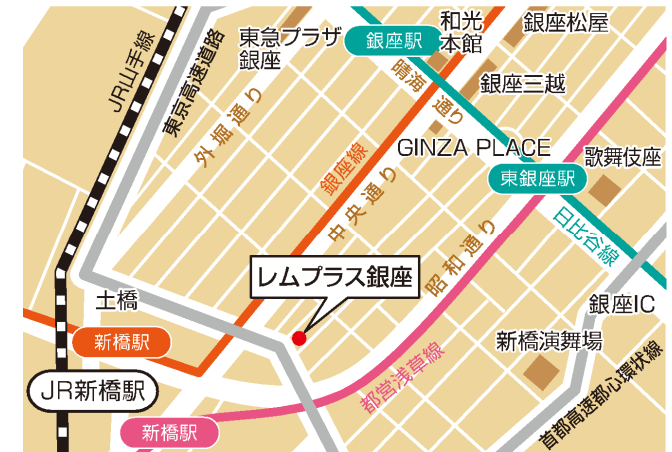 和光
本館
銀座松屋
東急プラザ
銀座
銀座駅
JR山手線
東京高速道路
晴海通り
銀座三越
外堀通り
GINZA PLACE
歌舞伎座
銀座線
東銀座駅
中央通り
昭和通り
日比谷線
レムプラス銀座
土橋
銀座IC
新橋駅
新橋演舞場
都営浅草線
首都高速都心環状線
JR新橋駅
新橋駅